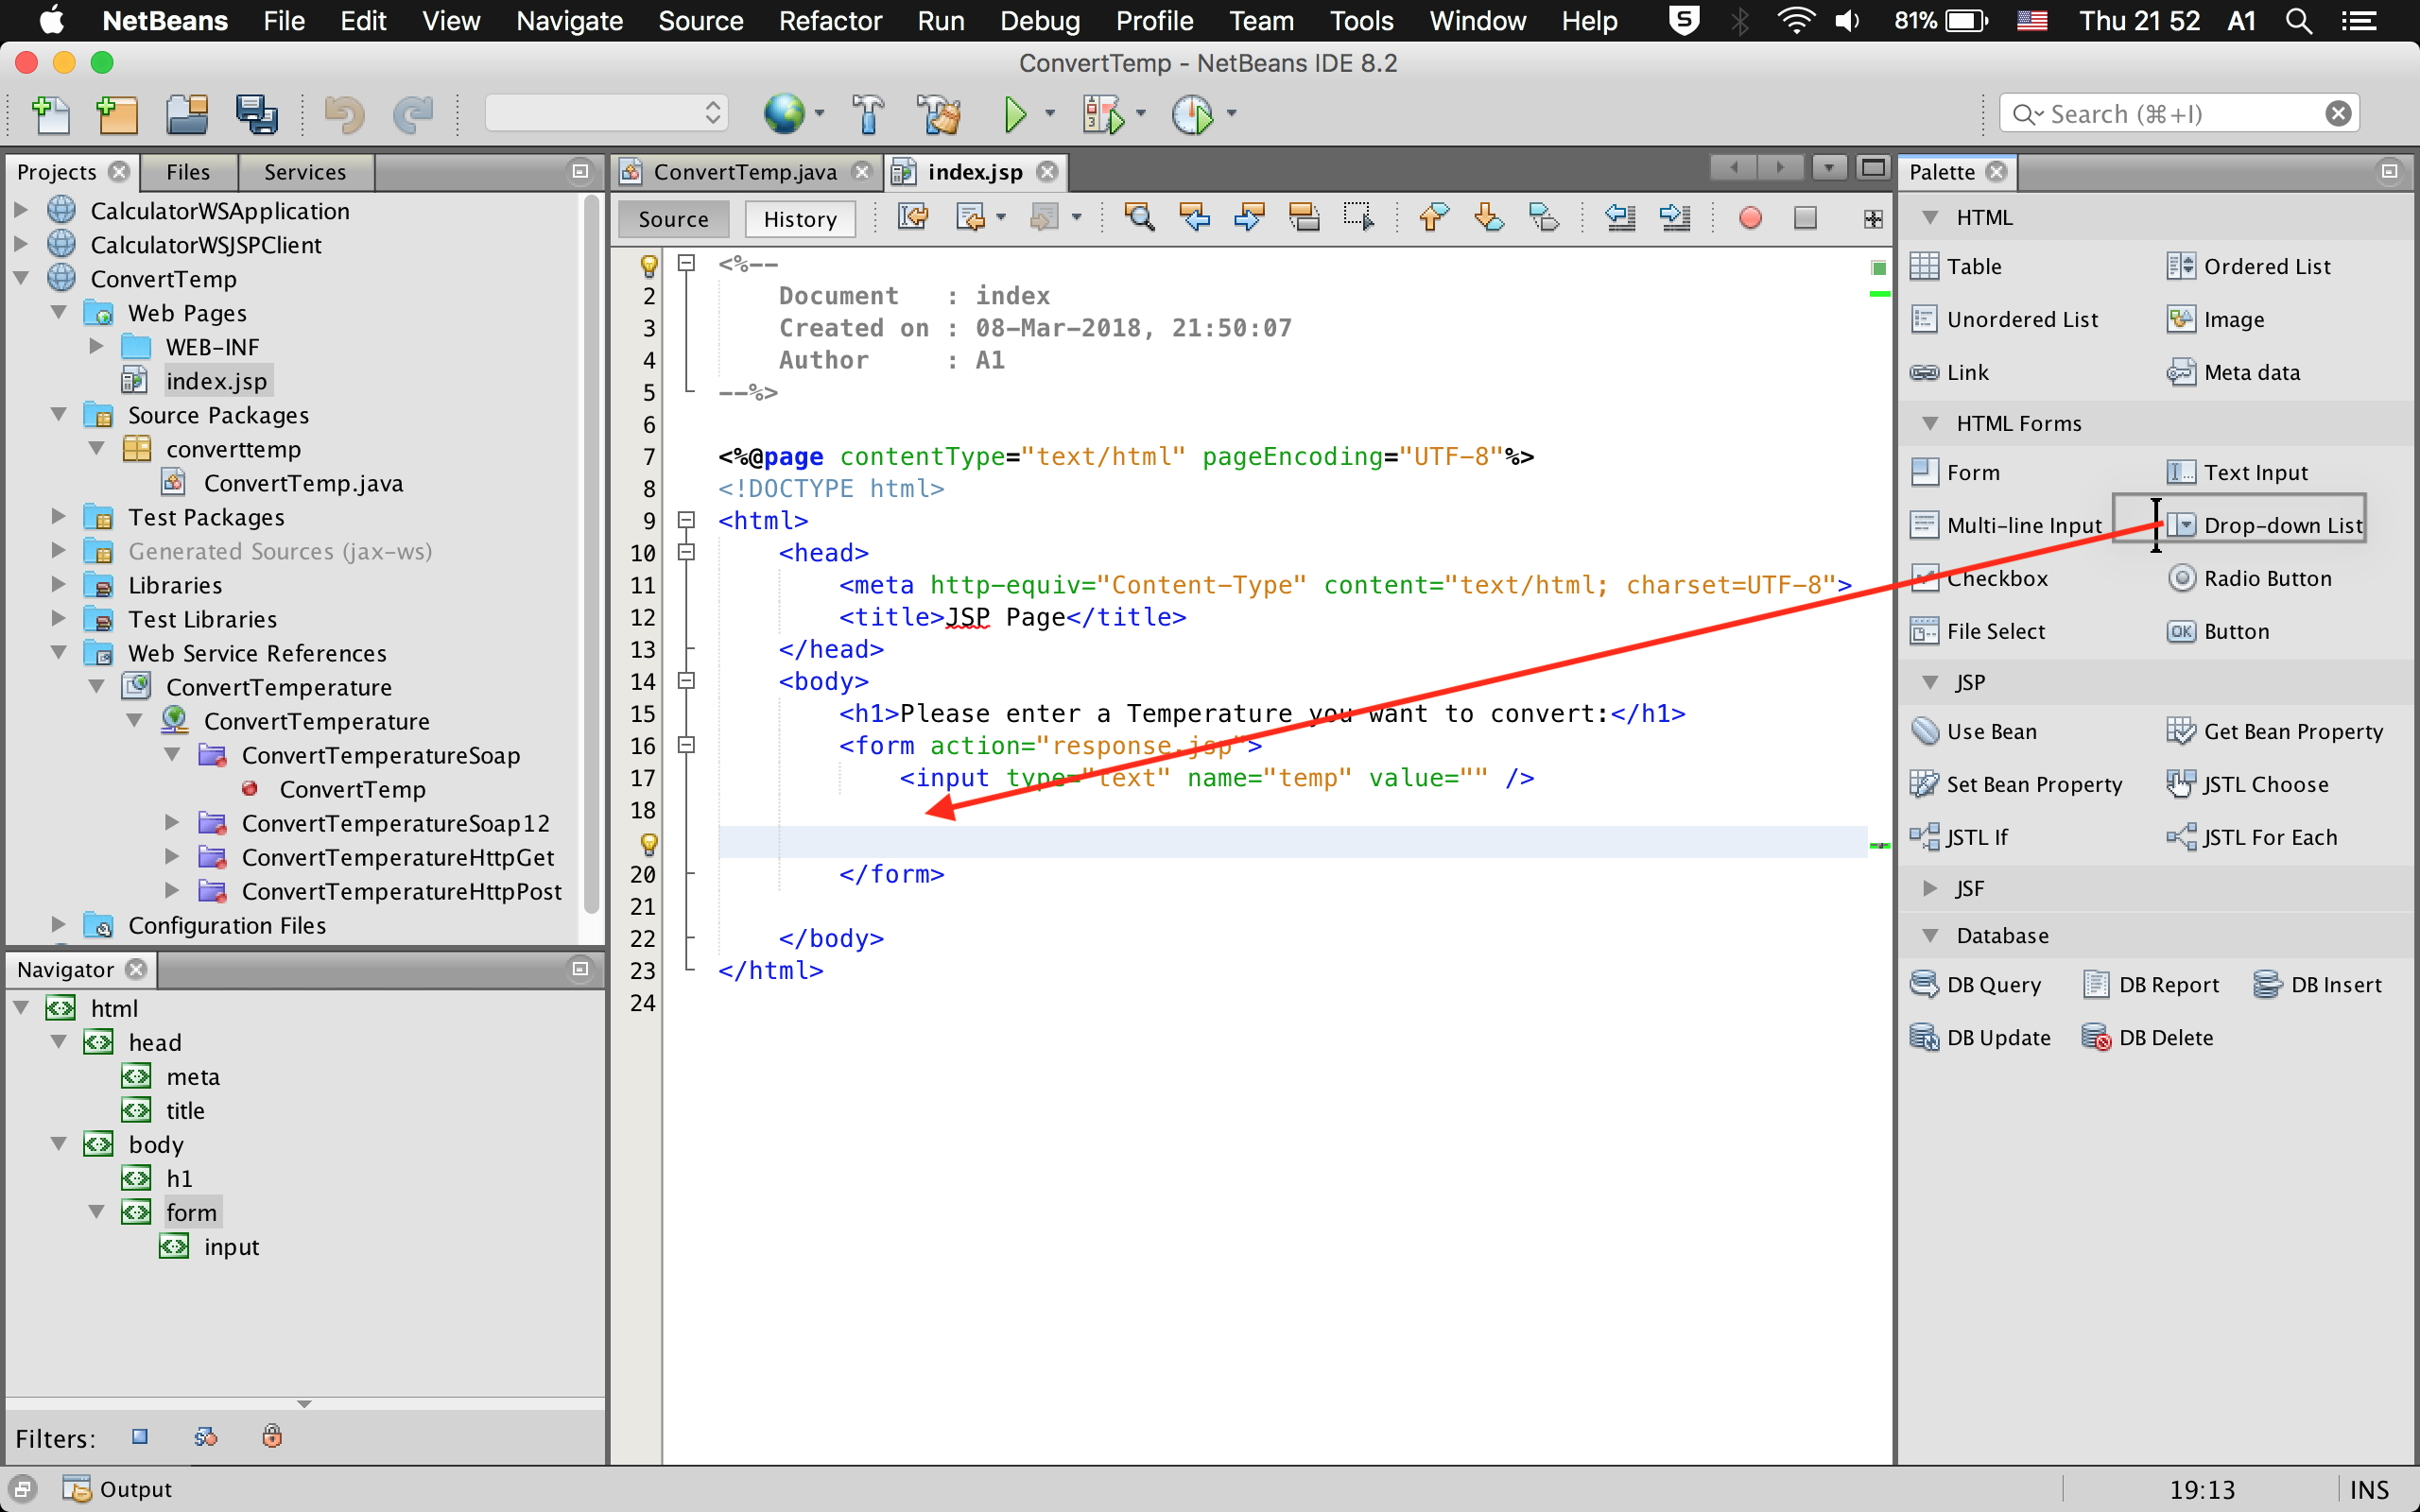 NetBeans File Edit View Navigate Source Refactor Run Debug Profile Team Tools Window Help S 81% Thu 21 52 A1
ConvertTemp - NetBeans IDE 8.2
Search (⌘+I)
Projects Files Services
CalculatorWSApplication
CalculatorWSJSPClient
ConvertTemp
Web Pages
WEB-INF
index.jsp
Source Packages
converttemp
ConvertTemp.java
Test Packages
Generated Sources (jax-ws)
Libraries
Test Libraries
Web Service References
ConvertTemperature
ConvertTemperature
ConvertTemperatureSoap
ConvertTemp
ConvertTemperatureSoap12
ConvertTemperatureHttpGet
ConvertTemperatureHttpPost
Configuration Files
Navigator
html
head
meta
title
body
h1
form
input
Filters:
Output
ConvertTemp.java index.jsp
Source History
<%--
2 Document   : index
3 Created on : 08-Mar-2018, 21:50:07
4 Author     : A1
5 --%>
6
7 <%@page contentType="text/html" pageEncoding="UTF-8"%>
8 <!DOCTYPE html>
9 <html>
10 <head>
11 <meta http-equiv="Content-Type" content="text/html; charset=UTF-8">
12 <title>JSP Page</title>
13 </head>
14 <body>
15 <h1>Please enter a Temperature you want to convert:</h1>
16 <form action="response.jsp">
17 <input type="text" name="temp" value="" />
18
20 </form>
21
22 </body>
23 </html>
24
Palette
HTML
Table Ordered List
Unordered List Image
Link Meta data
HTML Forms
Form Text Input
Multi-line Input Drop-down List
Checkbox Radio Button
File Select OK Button
JSP
Use Bean Get Bean Property
Set Bean Property JSTL Choose
JSTL If JSTL For Each
JSF
Database
DB Query DB Report DB Insert
DB Update DB Delete
19:13 INS